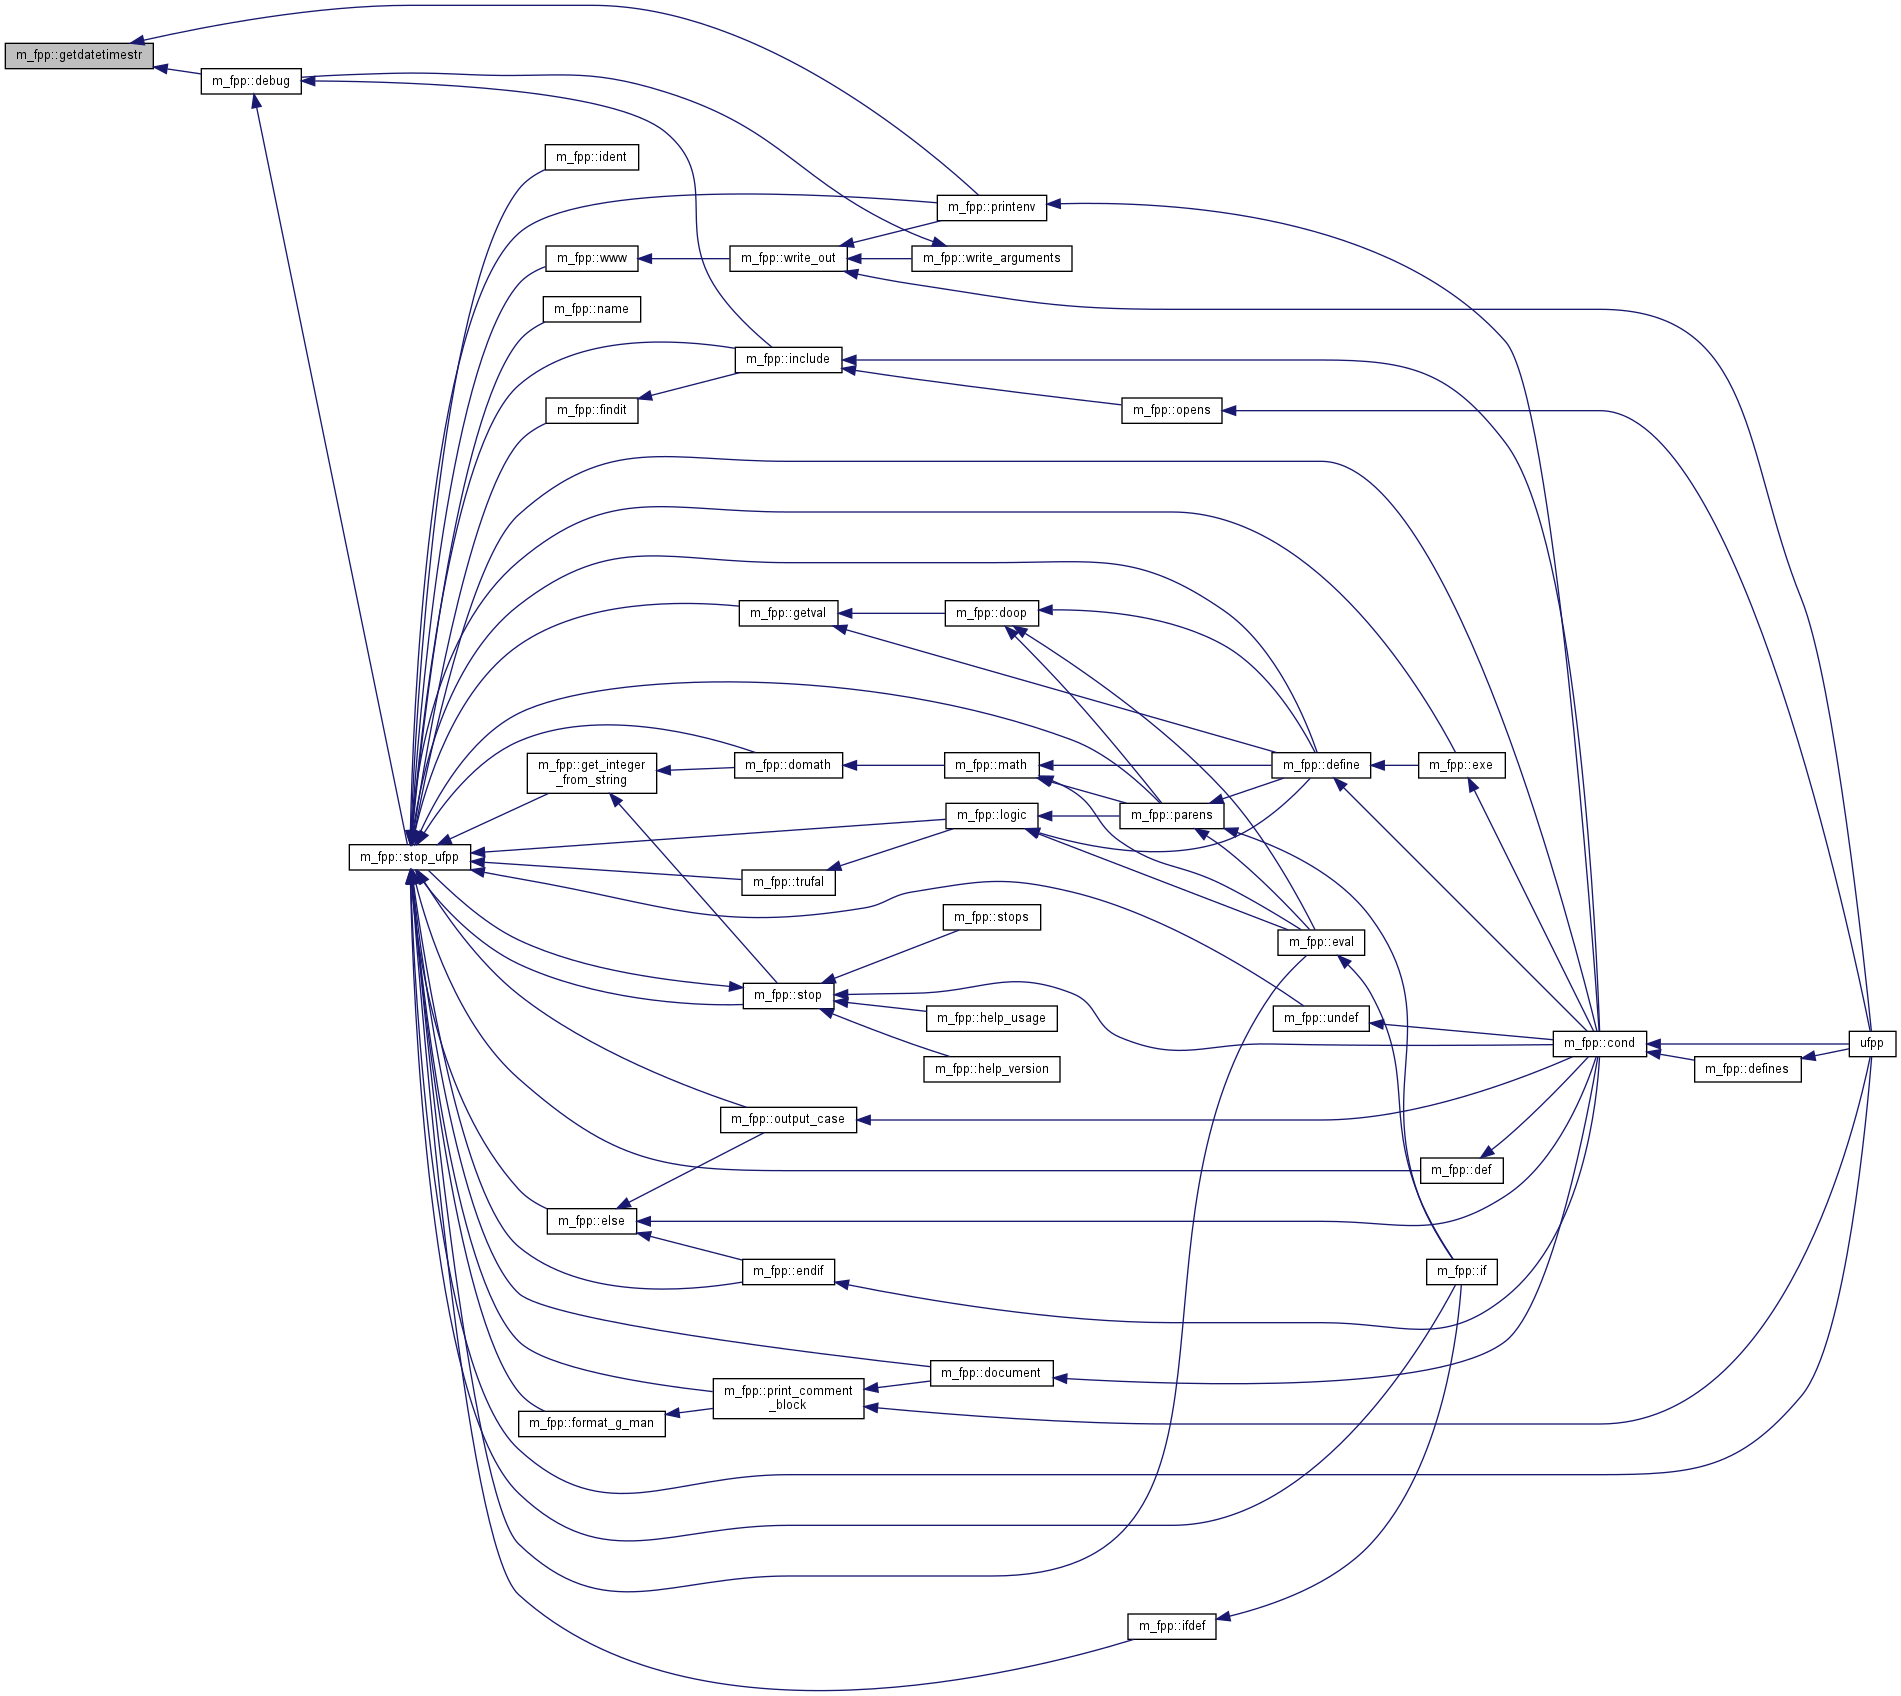 m_fpp::getdatetimestr
m_fpp::debug
m_fpp::ident
m_fpp::printenv
m_fpp::www
m_fpp::write_out
m_fpp::write_arguments
m_fpp::name
m_fpp::include
m_fpp::findit
m_fpp::opens
m_fpp::getval
m_fpp::doop
m_fpp::get_integer
_from_string
m_fpp::domath
m_fpp::math
m_fpp::define
m_fpp::exe
m_fpp::logic
m_fpp::parens
m_fpp::stop_ufpp
m_fpp::trufal
m_fpp::stops
m_fpp::eval
m_fpp::stop
m_fpp::help_usage
m_fpp::undef
m_fpp::cond
ufpp
m_fpp::help_version
m_fpp::defines
m_fpp::output_case
m_fpp::def
m_fpp::else
m_fpp::endif
m_fpp::if
m_fpp::document
m_fpp::print_comment
_block
m_fpp::format_g_man
m_fpp::ifdef